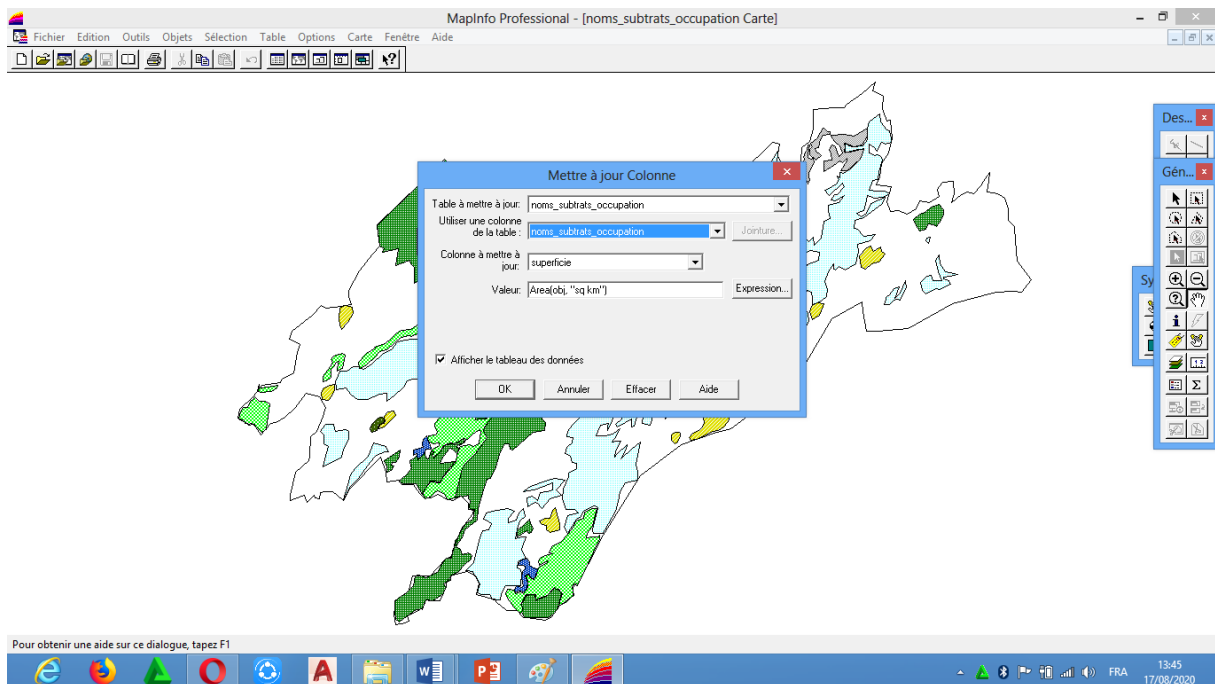 MapInfo Professional - [noms_subtrats_occupation Carte]
Fichier Edition Outils Objets Sélection Table Options Carte Fenêtre Aide
Des...
Gén...
Sy
Mettre à jour Colonne
Table à mettre à jour: noms_subtrats_occupation
Utiliser une colonne
de la table : noms_subtrats_occupation Jointure...
Colonne à mettre à
jour: superficie
Valeur: Area(obj, "sq km") Expression...
Afficher le tableau des données
OK Annuler Effacer Aide
Pour obtenir une aide sur ce dialogue, tapez F1
FRA
13:45
17/08/2020